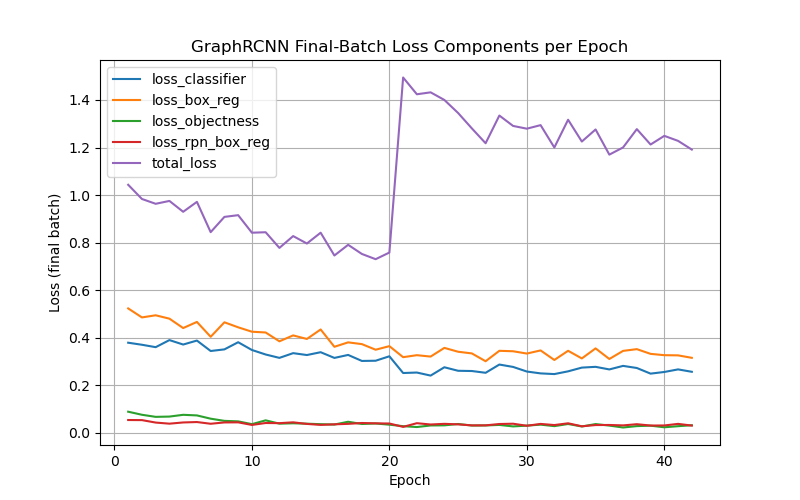 GraphRCNN Final-Batch Loss Components per Epoch
loss_classifier
loss_box_reg
loss_objectness
loss_rpn_box_reg
total_loss
Loss (final batch)
1.4
1.2
1.0
0.8
0.6
0.4
0.2
0.0
0 10 20 30 40
Epoch